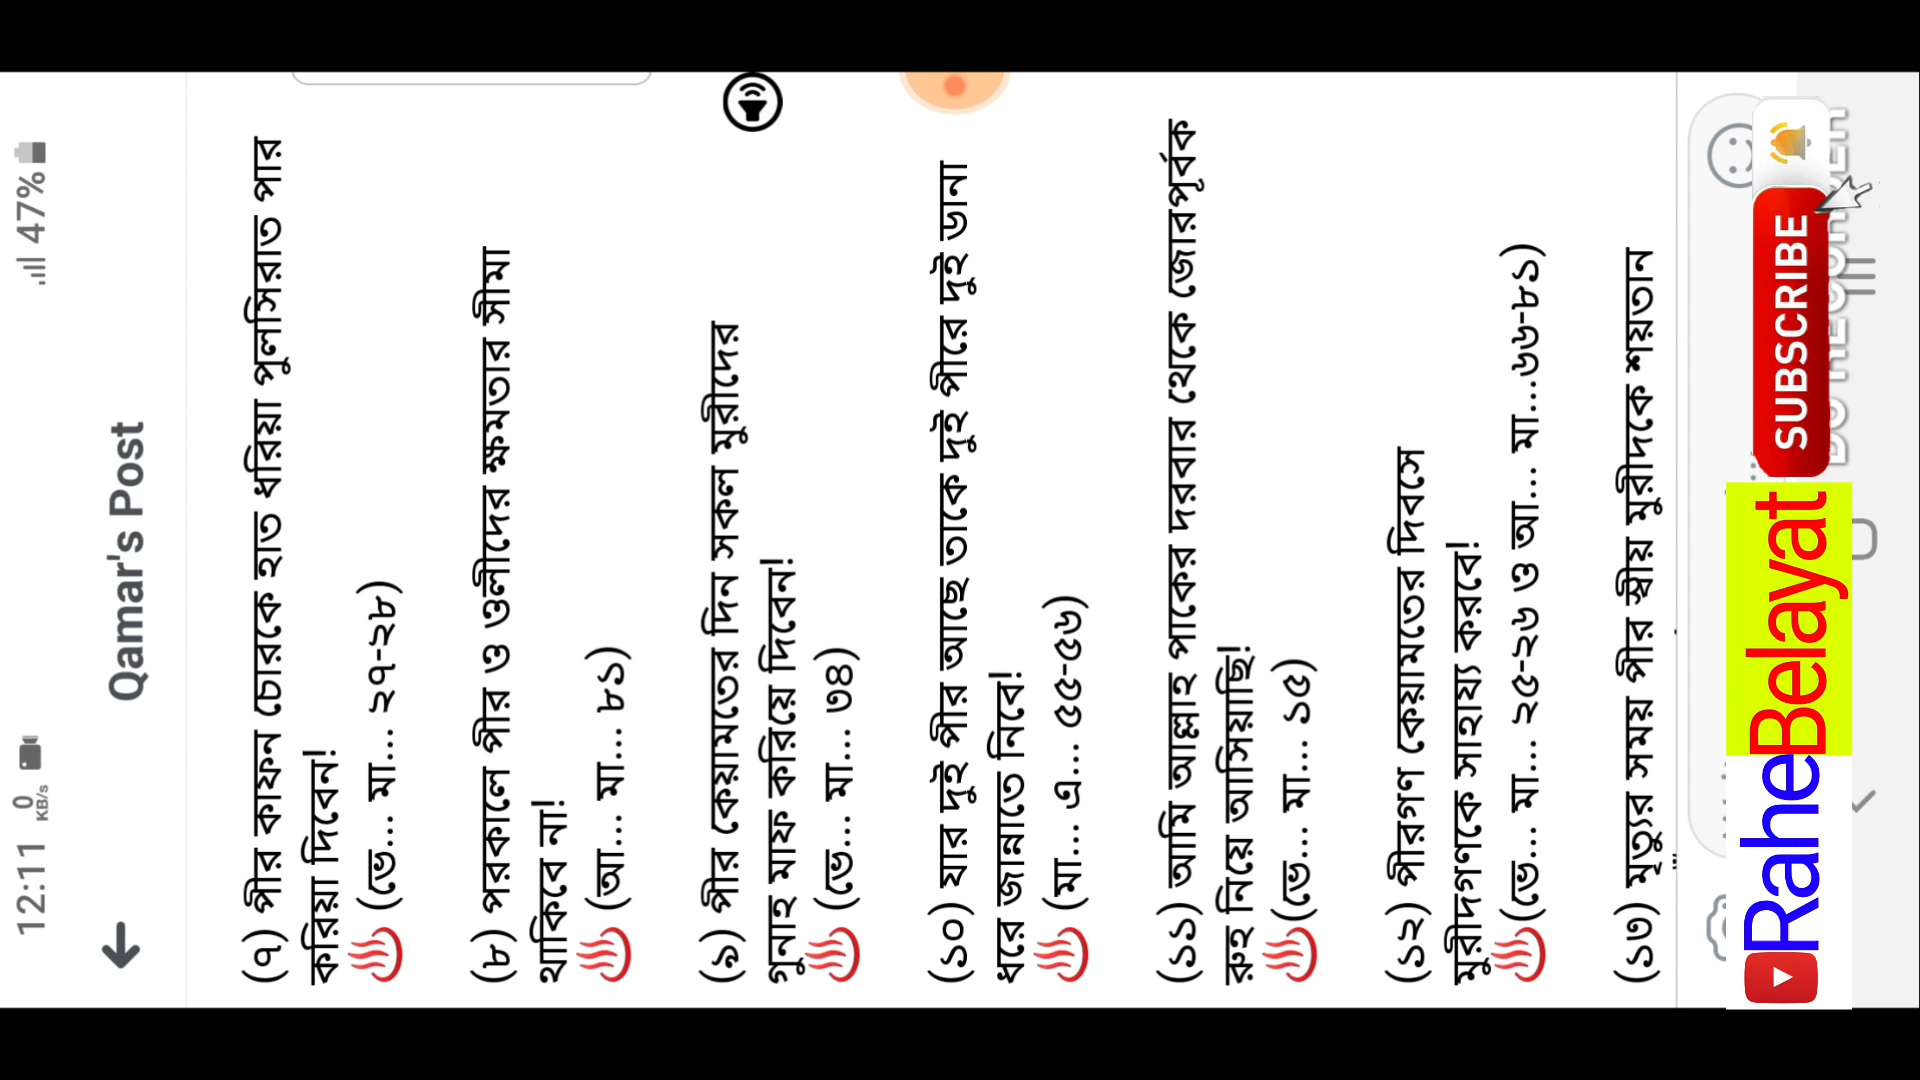 12:11 0 KB/s 47%
Qamar's Post
(৭) পীর কাফন চোরকে হাত ধরিয়া পুলসিরাত পার
করিয়া দিবেন!
♨️ (ভে... মা... ২৭-২৮)
(৮) পরকালে পীর ও ওলীদের ক্ষমতার সীমা
থাকিবে না!
♨️ (আ... মা... ৮১)
(৯) পীর কেয়ামতের দিন সকল মুরীদের
গুনাহ মাফ করিয়ে দিবেন!
♨️ (ভে... মা... ৩৪)
(১০) যার দুই পীর আছে তাকে দুই পীরে দুই ডানা
ধরে জান্নাতে নিবে!
♨️ (মা... এ... ৫৫-৫৬)
(১১) আমি আল্লাহ পাকের দরবার থেকে জোরপূর্বক
রুহ নিয়ে আসিয়াছি!
♨️(ভে... মা... ১৫)
(১২) পীরগণ কেয়ামতের দিবসে
মুরীদগণকে সাহায্য করবে!
♨️(ভে... মা... ২৫-২৬ ও আ... মা...৬৬-৮১)
(১৩) মৃত্যুর সময় পীর স্বীয় মুরীদকে শয়তান
RaheBelayat
SUBSCRIBE